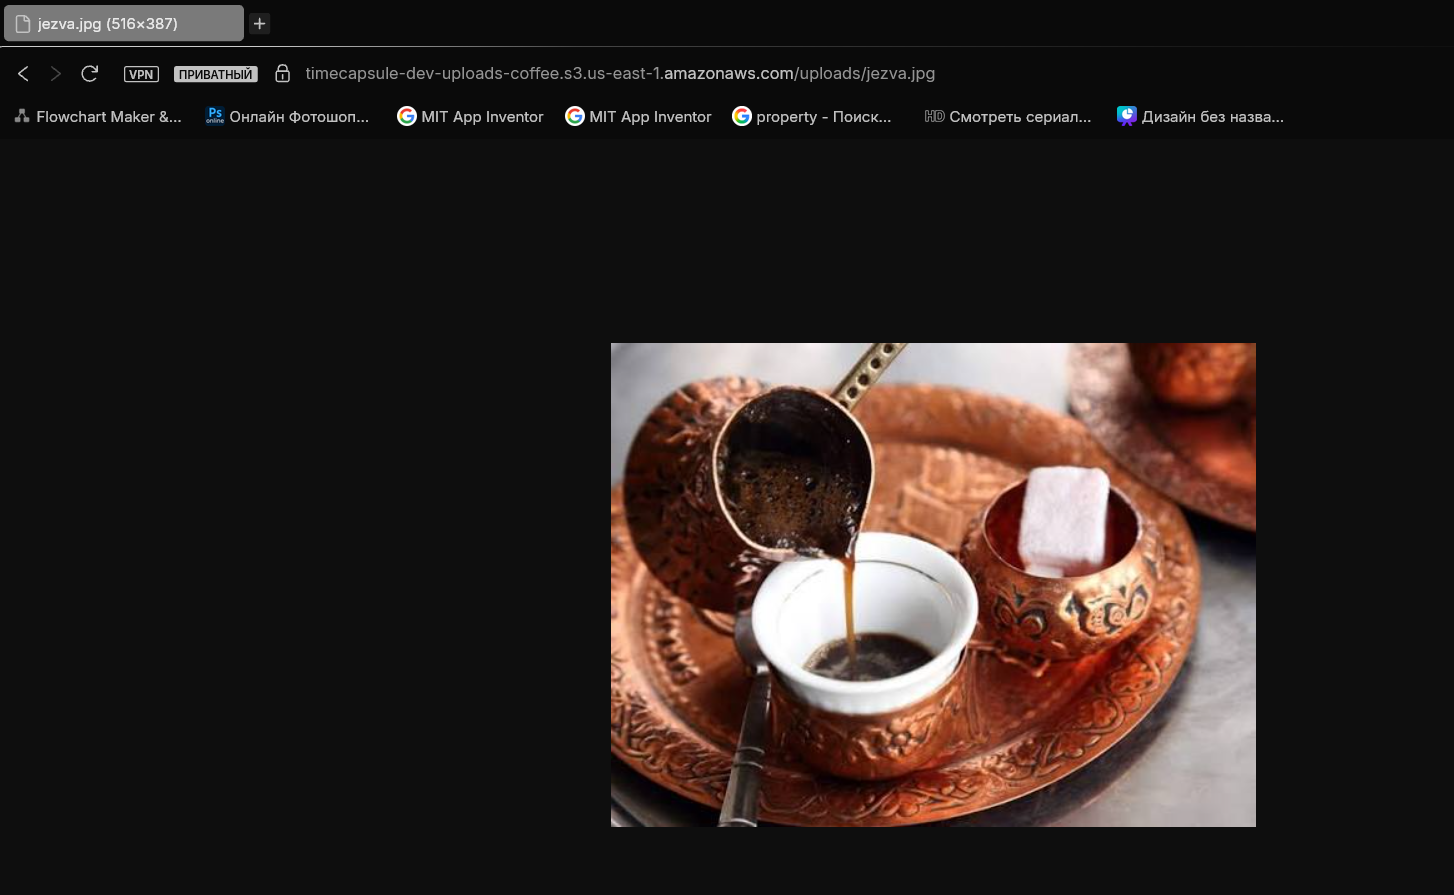 jezva.jpg (516×387)
VPN ПРИВАТНЫЙ timecapsule-dev-uploads-coffee.s3.us-east-1.amazonaws.com/uploads/jezva.jpg
Flowchart Maker &... Ps online Онлайн Фотошоп... MIT App Inventor MIT App Inventor property - Поиск... HD Смотреть сериал... Дизайн без назва...